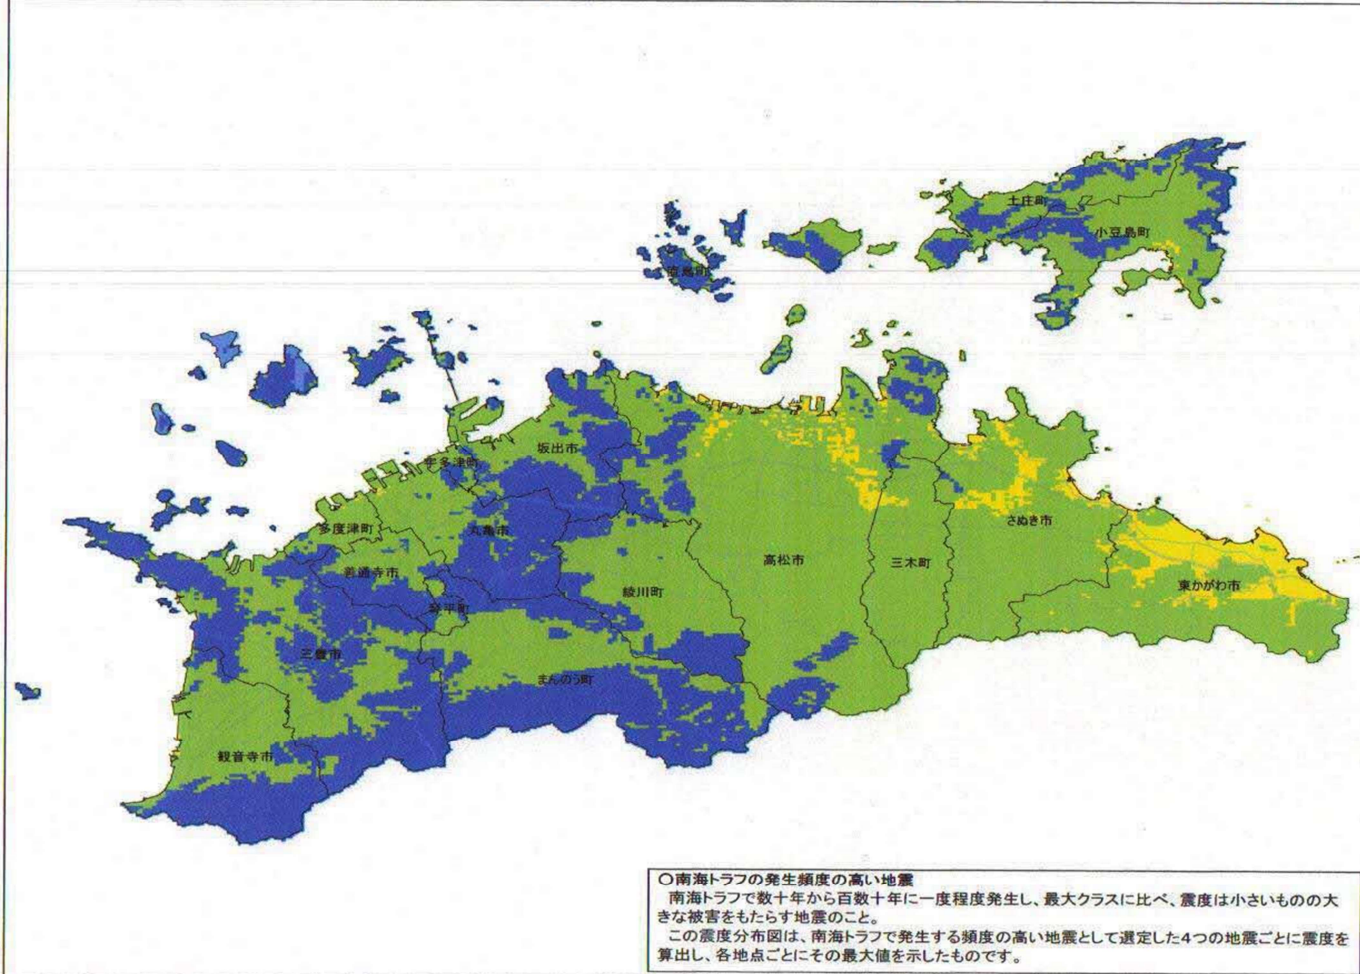 土庄町
小豆島町
直島町
坂出市
宇多津町
多度津町
丸亀市
さぬき市
善通寺市
高松市
三木町
東かがわ市
綾川町
琴平町
三豊市
まんのう町
観音寺市
〇南海トラフの発生頻度の高い地震
南海トラフで数十年から百数十年に一度程度発生し、最大クラスに比べ、震度は小さいものの大
きな被害をもたらす地震のこと。
この震度分布図は、南海トラフで発生する頻度の高い地震として選定した4つの地震ごとに震度を
算出し、各地点ごとにその最大値を示したものです。